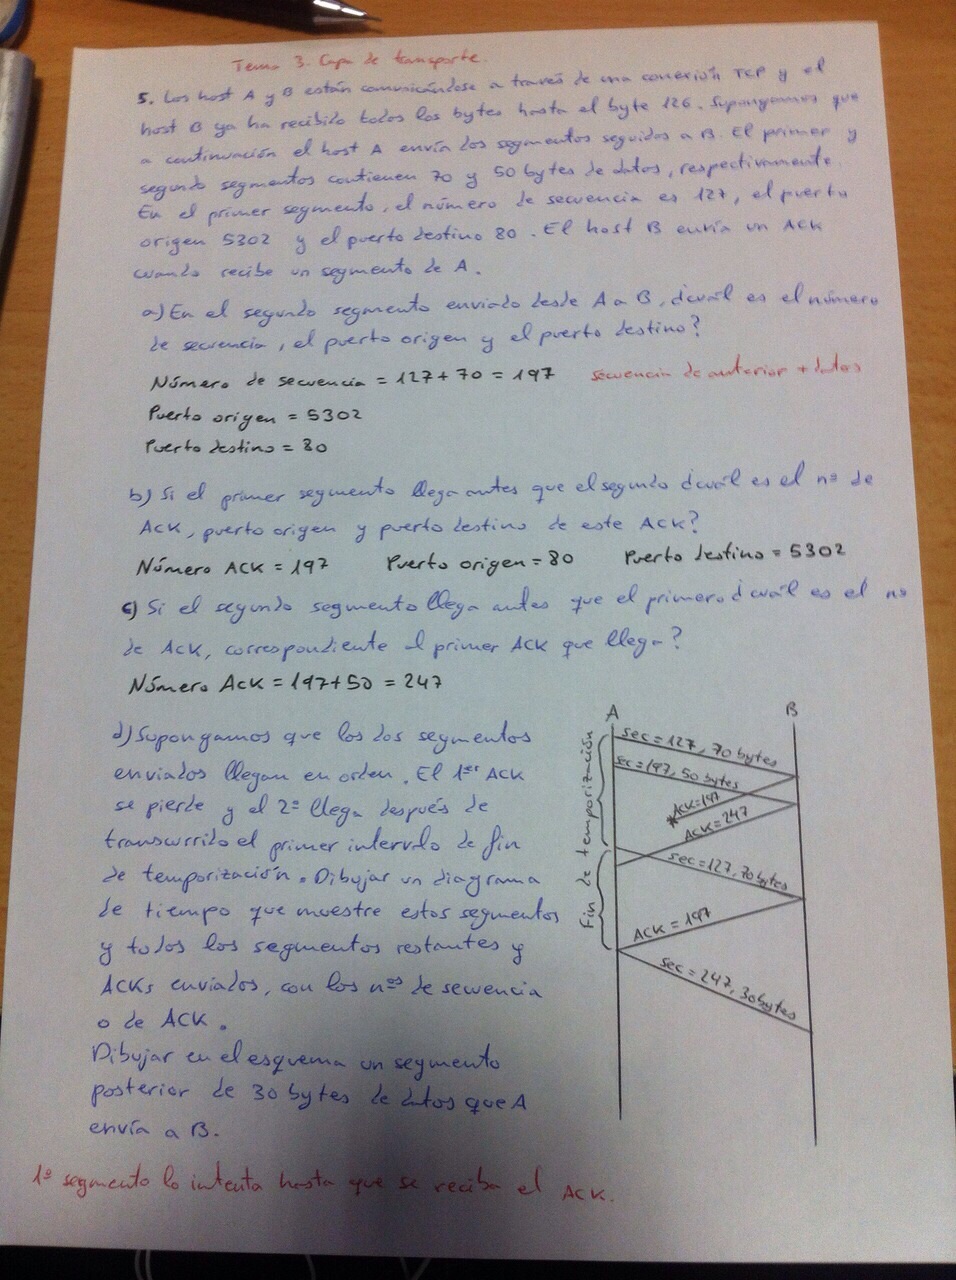 Tema 3. Capa de transporte.
5. Los host A y B están comunicándose a través de una conexión TCP y el
host B ya ha recibido todos los bytes hasta el byte 126. Supongamos que
a continuación el host A envía dos segmentos seguidos a B. El primer y
segundo segmentos contienen 70 y 50 bytes de datos, respectivamente.
En el primer segmento, el número de secuencia es 127, el puerto
origen 5302 y el puerto destino 80. El host B envía un ACK
cuando recibe un segmento de A.
a) En el segundo segmento enviado desde A a B, ¿cuál es el número
de secuencia, el puerto origen y el puerto destino?
Número de secuencia = 127 + 70 = 197 secuencia de anterior + datos
Puerto origen = 5302
Puerto destino = 80
b) Si el primer segmento llega antes que el segundo ¿cuál es el nº de
ACK, puerto origen y puerto destino de este ACK?
Número ACK = 197 Puerto origen = 80 Puerto destino = 5302
c) Si el segundo segmento llega antes que el primero, ¿cuál es el nº
de ACK, correspondiente al primer ACK que llega?
Número ACK = 197 + 50 = 247
d) Supongamos que los dos segmentos
enviados llegan en orden. El 1er ACK
se pierde y el 2º llega después de
transcurrido el primer intervalo de fin
de temporización. Dibujar un diagrama
de tiempo que muestre estos segmentos
y todos los segmentos restantes y
ACKs enviados, con los nos de secuencia
o de ACK.
Dibujar en el esquema un segmento
posterior de 30 bytes de datos que A
envía a B.
A B
sec = 127, 70 bytes
sec = 197, 50 bytes
ACK = 197
ACK = 247
sec = 127, 70 bytes
ACK = 197
sec = 247, 30 bytes
Fin de temporización
1º segmento lo intenta hasta que se reciba el ACK.